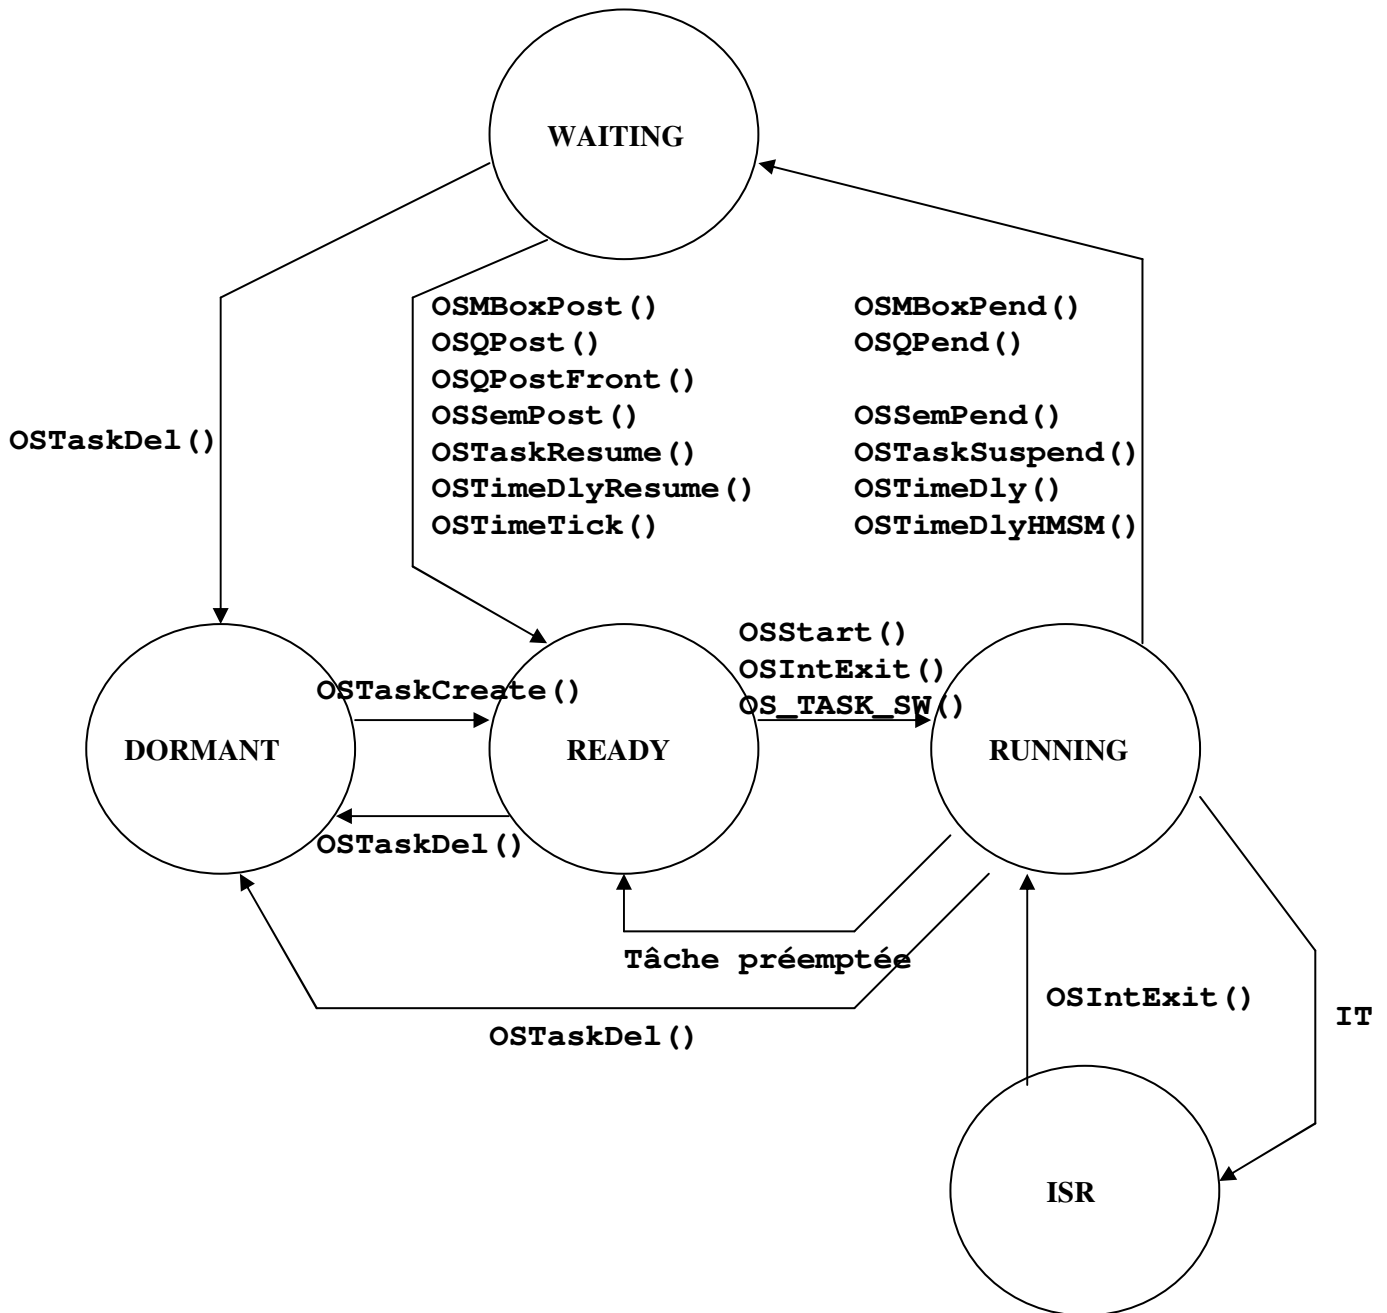 WAITING
OSMBoxPost()
OSQPost()
OSQPostFront()
OSSemPost()
OSTaskResume()
OSTimeDlyResume()
OSTimeTick()
OSMBoxPend()
OSQPend()
OSSemPend()
OSTaskSuspend()
OSTimeDly()
OSTimeDlyHMSM()
OSTaskDel()
OSStart()
OSIntExit()
OS_TASK_SW()
OSTaskCreate()
DORMANT
READY
RUNNING
OSTaskDel()
Tâche préemptée
OSTaskDel()
OSIntExit()
IT
ISR